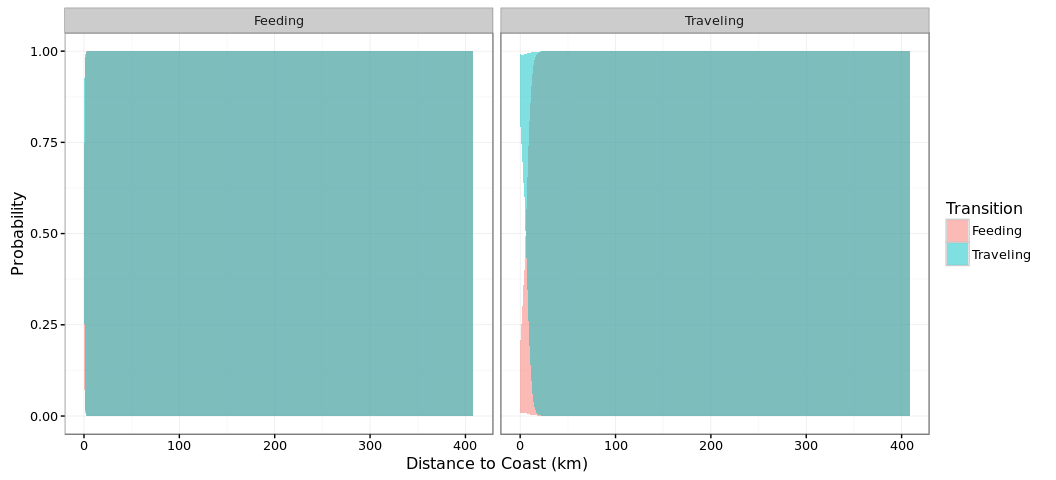 Feeding Traveling
1.00
0.75
0.50
0.25
0.00
Probability
0 100 200 300 400 0 100 200 300 400
Distance to Coast (km)
Transition
Feeding
Traveling